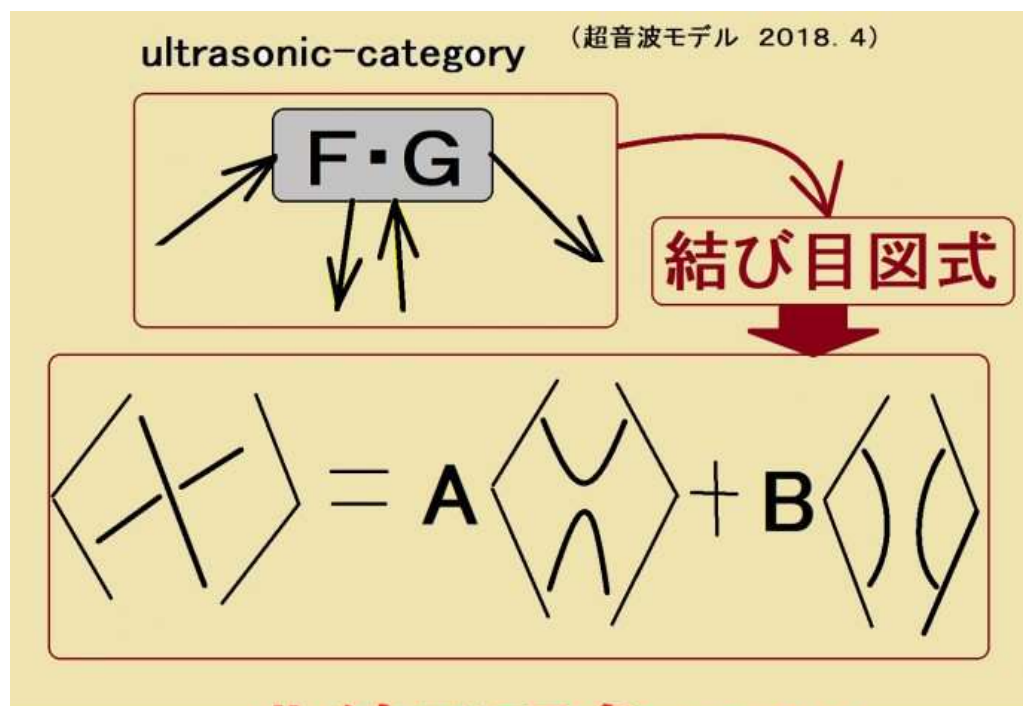 ultrasonic-category （超音波モデル 2018.4）
F・G
結び目図式
= A + B